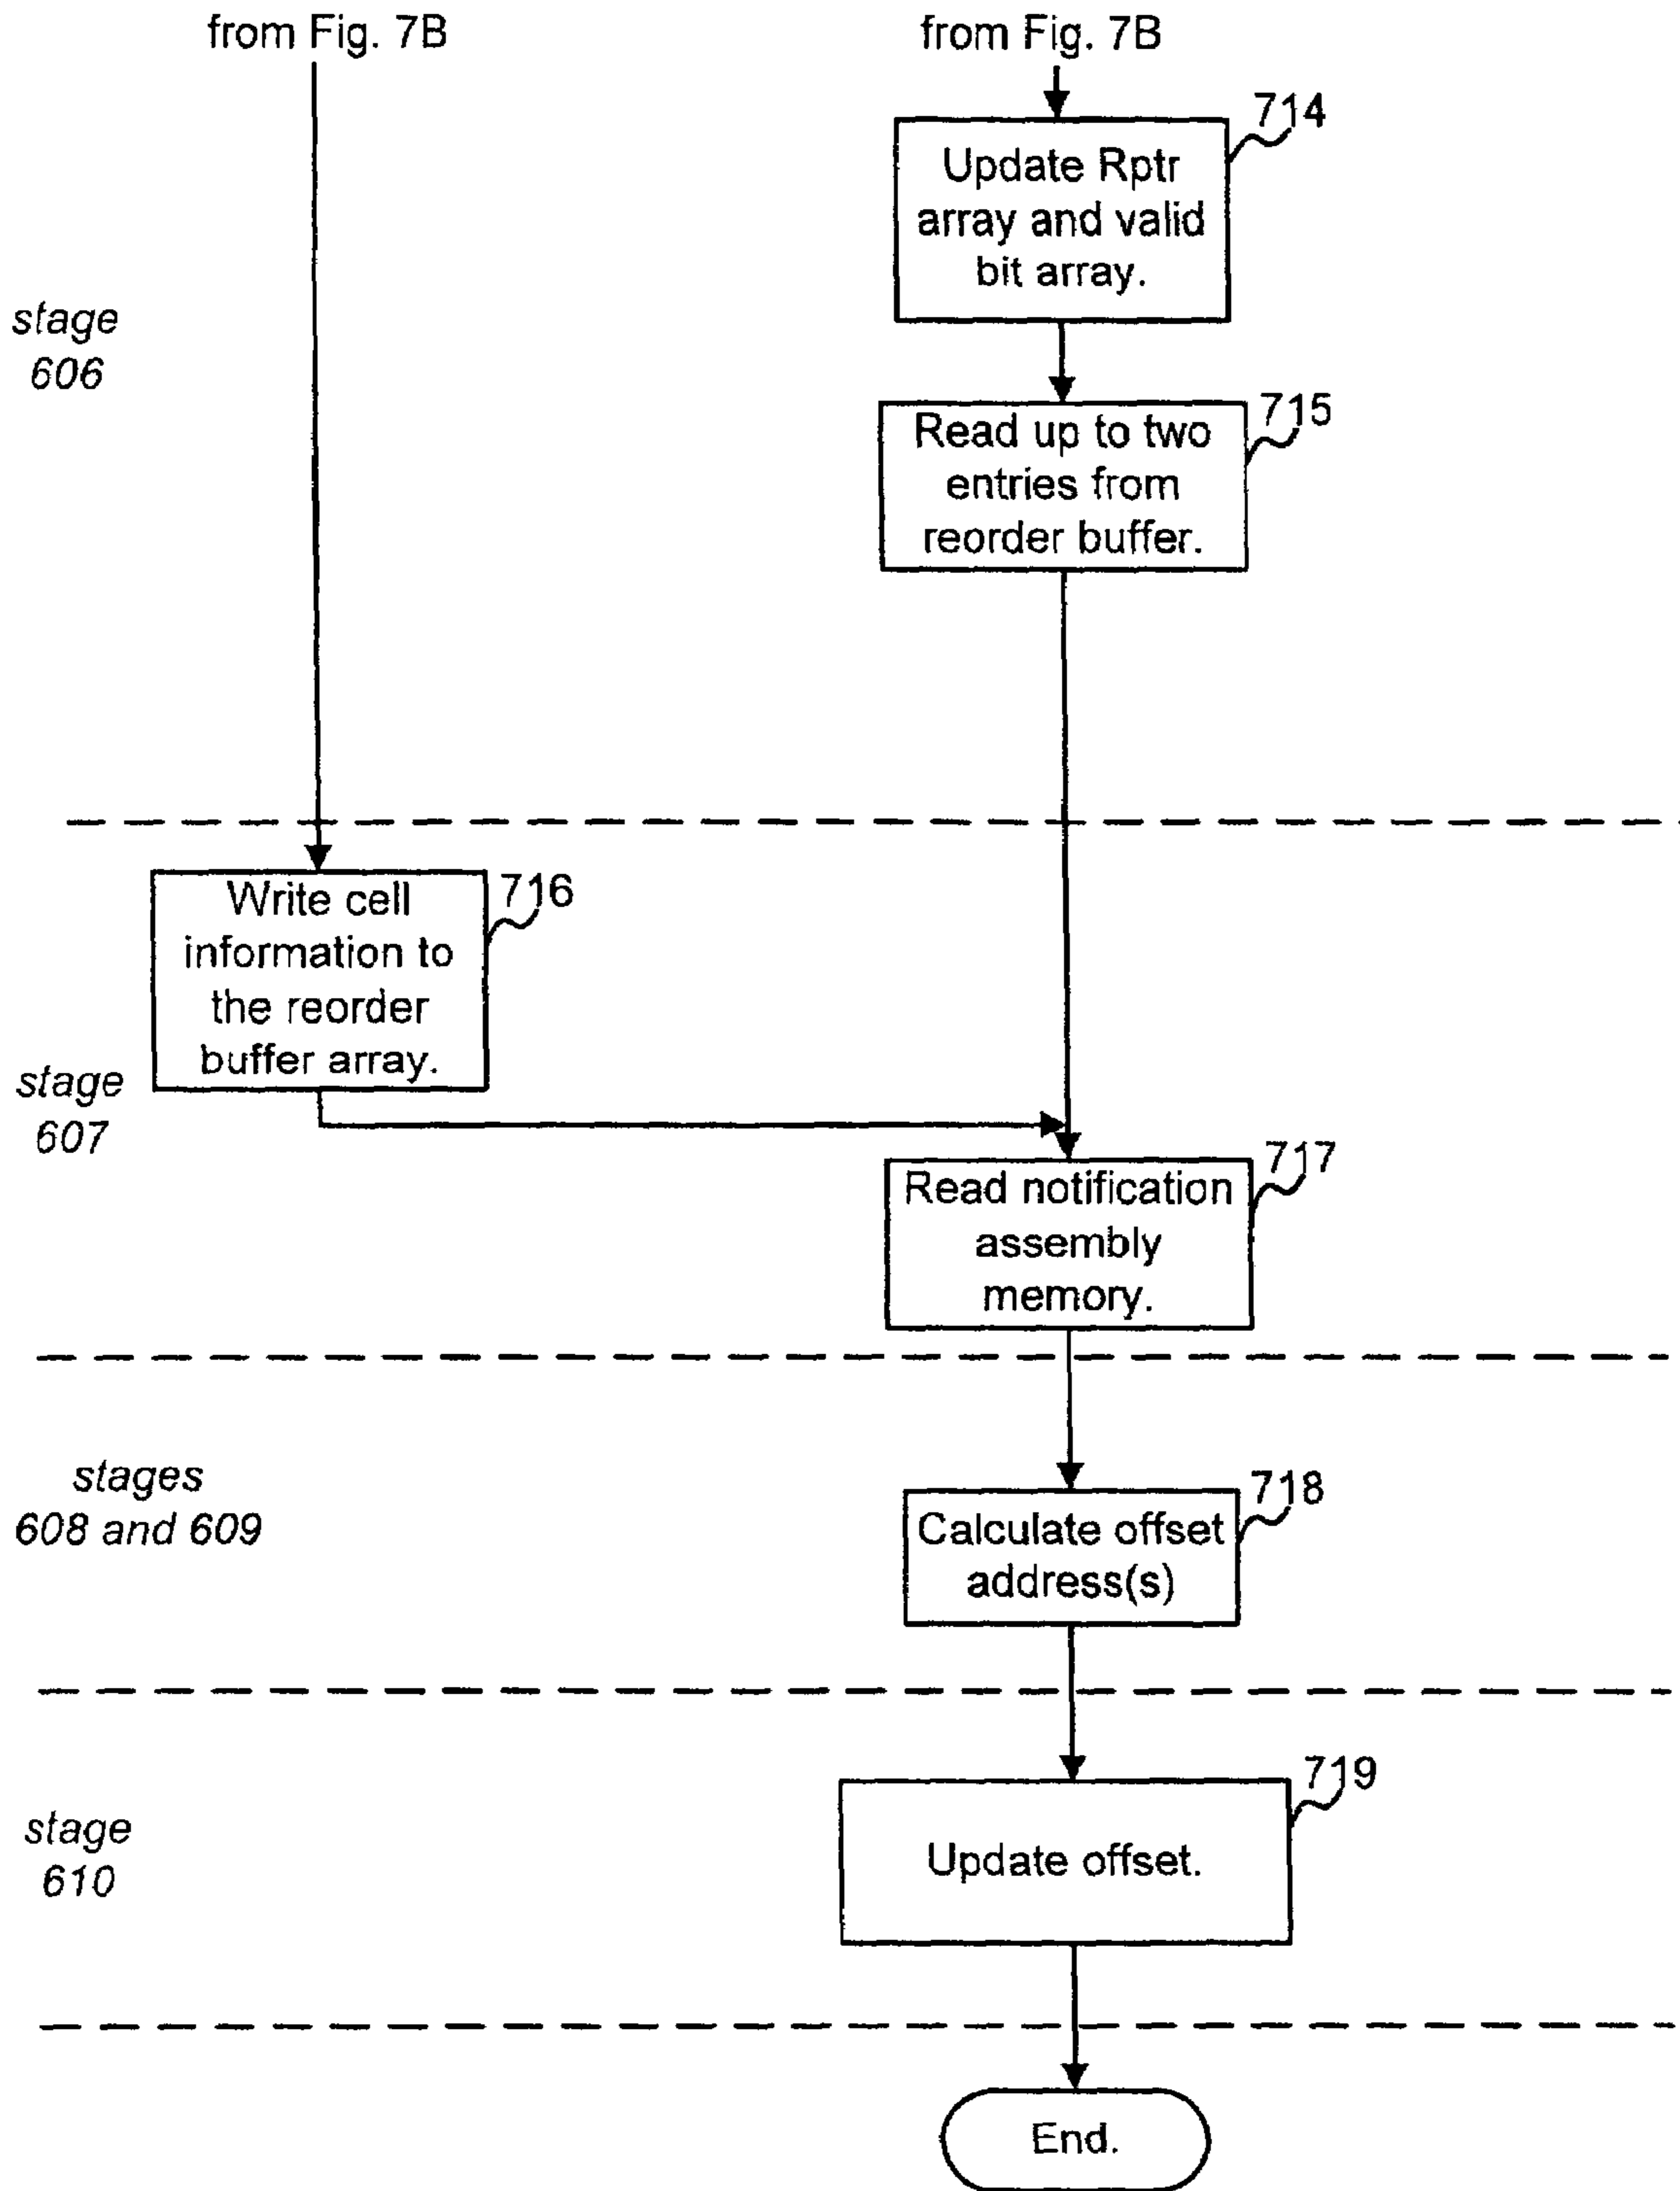 from Fig. 7B
from Fig. 7B
714
Update Rptr
array and valid
bit array.
stage
606
715
Read up to two
entries from
reorder buffer.
716
Write cell
information to
the reorder
buffer array.
stage
607
717
Read notification
assembly
memory.
stages
608 and 609
718
Calculate offset
address(s)
719
stage
610
Update offset.
End.